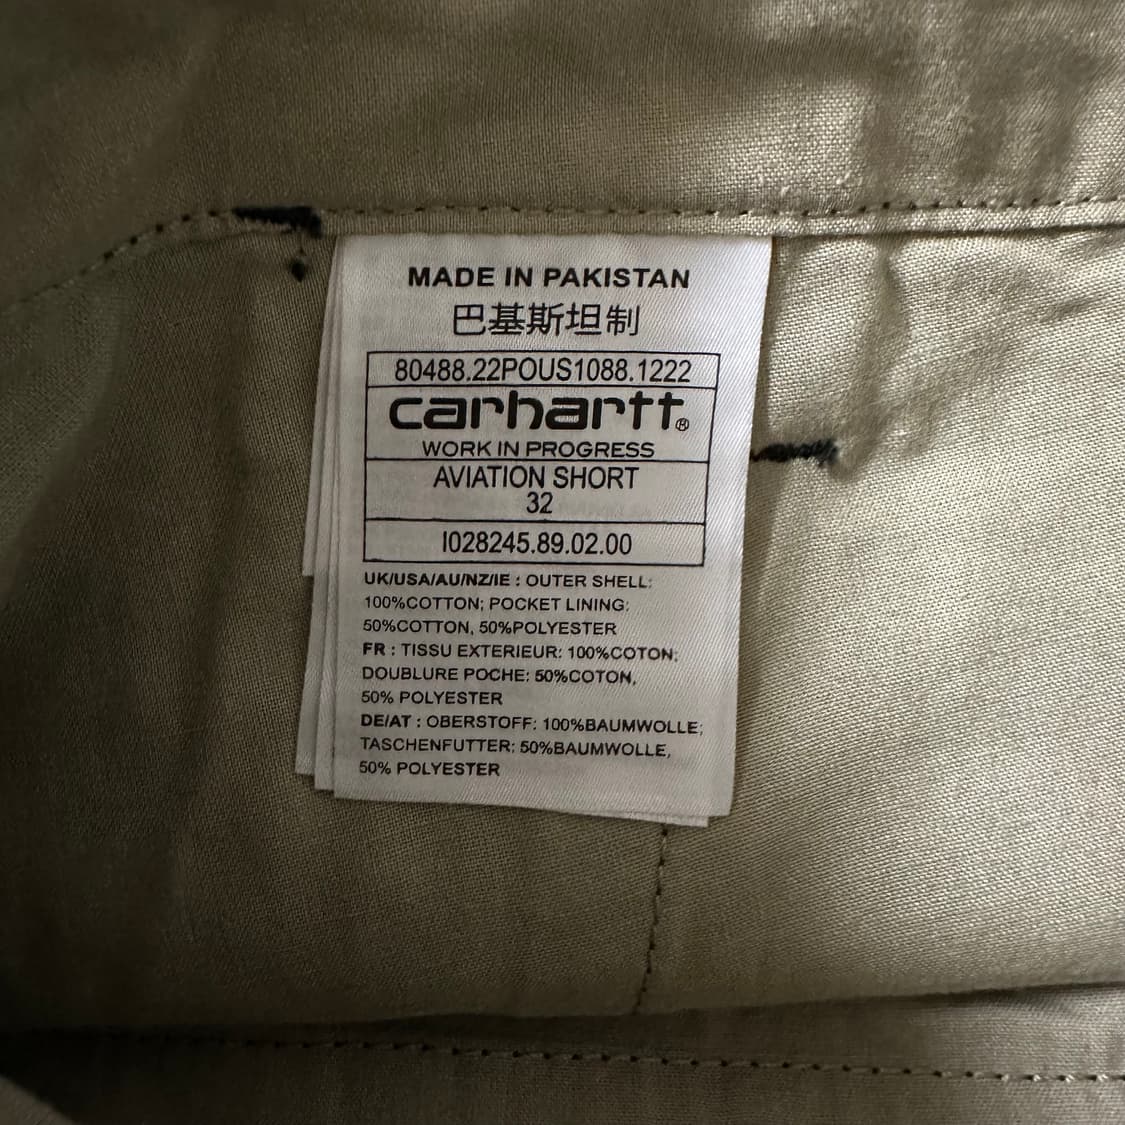 MADE IN PAKISTAN
巴基斯坦制
80488.22POUS1088.1222
carhartt®
WORK IN PROGRESS
AVIATION SHORT
32
I028245.89.02.00
UK/USA/AU/NZ/IE : OUTER SHELL:
100%COTTON; POCKET LINING:
50%COTTON, 50%POLYESTER
FR : TISSU EXTERIEUR: 100%COTON;
DOUBLURE POCHE: 50%COTON,
50% POLYESTER
DE/AT : OBERSTOFF: 100%BAUMWOLLE;
TASCHENFUTTER: 50%BAUMWOLLE,
50% POLYESTER